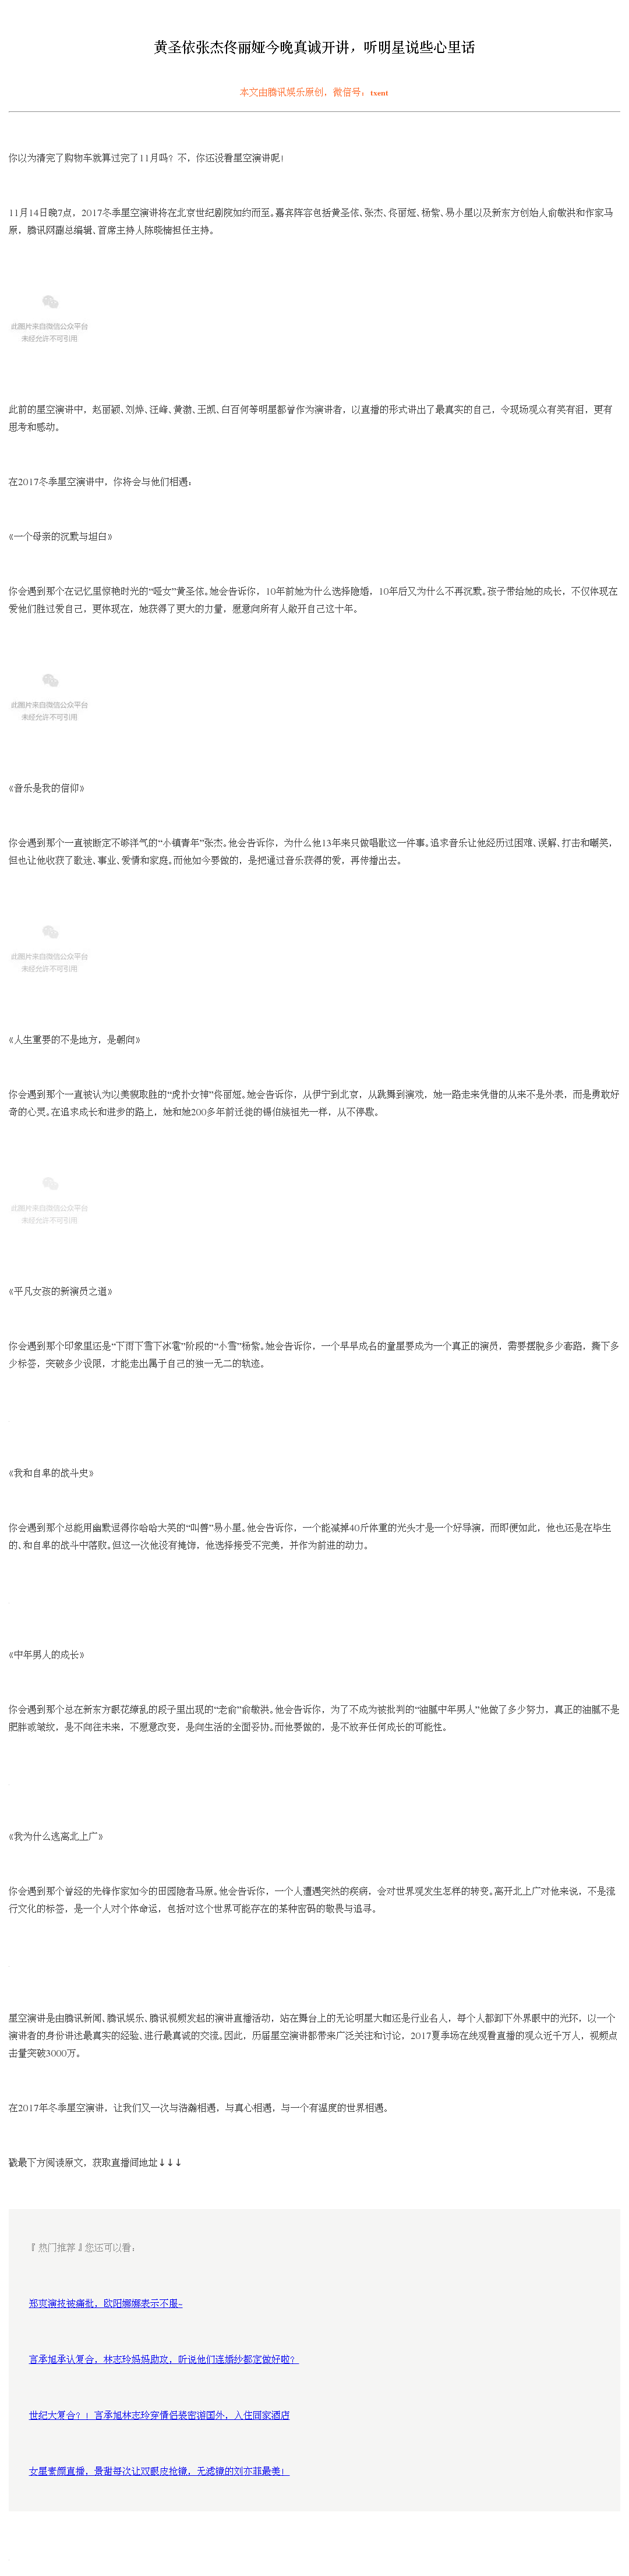 黄圣依张杰佟丽娅今晚真诚开讲，听明星说些心里话
本文由腾讯娱乐原创，微信号：txent
你以为清完了购物车就算过完了11月吗？不，你还没看星空演讲呢！
11月14日晚7点，2017冬季星空演讲将在北京世纪剧院如约而至。嘉宾阵容包括黄圣依、张杰、佟丽娅、杨紫、易小星以及新东方创始人俞敏洪和作家马
原，腾讯网副总编辑、首席主持人陈晓楠担任主持。
此图片来自微信公众平台
未经允许不可引用
此前的星空演讲中，赵丽颖、刘烨、汪峰、黄渤、王凯、白百何等明星都曾作为演讲者，以直播的形式讲出了最真实的自己，令现场观众有笑有泪，更有
思考和感动。
在2017冬季星空演讲中，你将会与他们相遇：
《一个母亲的沉默与坦白》
你会遇到那个在记忆里惊艳时光的“哑女”黄圣依。她会告诉你，10年前她为什么选择隐婚，10年后又为什么不再沉默。孩子带给她的成长，不仅体现在
爱他们胜过爱自己，更体现在，她获得了更大的力量，愿意向所有人敞开自己这十年。
此图片来自微信公众平台
未经允许不可引用
《音乐是我的信仰》
你会遇到那个一直被断定不够洋气的“小镇青年”张杰。他会告诉你，为什么他13年来只做唱歌这一件事。追求音乐让他经历过困难、误解、打击和嘲笑，
但也让他收获了歌迷、事业、爱情和家庭。而他如今要做的，是把通过音乐获得的爱，再传播出去。
此图片来自微信公众平台
未经允许不可引用
《人生重要的不是地方，是朝向》
你会遇到那个一直被认为以美貌取胜的“虎扑女神”佟丽娅。她会告诉你，从伊宁到北京，从跳舞到演戏，她一路走来凭借的从来不是外表，而是勇敢好
奇的心灵。在追求成长和进步的路上，她和她200多年前迁徙的锡伯族祖先一样，从不停歇。
此图片来自微信公众平台
未经允许不可引用
《平凡女孩的新演员之道》
你会遇到那个印象里还是“下雨下雪下冰雹”阶段的“小雪”杨紫。她会告诉你，一个早早成名的童星要成为一个真正的演员，需要摆脱多少套路，撕下多
少标签，突破多少设限，才能走出属于自己的独一无二的轨迹。
《我和自卑的战斗史》
你会遇到那个总能用幽默逗得你哈哈大笑的“叫兽”易小星。他会告诉你，一个能减掉40斤体重的光头才是一个好导演，而即便如此，他也还是在毕生
的、和自卑的战斗中落败。但这一次他没有掩饰，他选择接受不完美，并作为前进的动力。
《中年男人的成长》
你会遇到那个总在新东方眼花缭乱的段子里出现的“老俞”俞敏洪。他会告诉你，为了不成为被批判的“油腻中年男人”他做了多少努力，真正的油腻不是
肥胖或皱纹，是不向往未来，不愿意改变，是向生活的全面妥协。而他要做的，是不放弃任何成长的可能性。
《我为什么逃离北上广》
你会遇到那个曾经的先锋作家如今的田园隐者马原。他会告诉你，一个人遭遇突然的疾病，会对世界观发生怎样的转变。离开北上广对他来说，不是流
行文化的标签，是一个人对个体命运，包括对这个世界可能存在的某种密码的敬畏与追寻。
星空演讲是由腾讯新闻、腾讯娱乐、腾讯视频发起的演讲直播活动，站在舞台上的无论明星大咖还是行业名人，每个人都卸下外界眼中的光环，以一个
演讲者的身份讲述最真实的经验、进行最真诚的交流。因此，历届星空演讲都带来广泛关注和讨论，2017夏季场在线观看直播的观众近千万人，视频点
击量突破3000万。
在2017年冬季星空演讲，让我们又一次与浩瀚相遇，与真心相遇，与一个有温度的世界相遇。
戳最下方阅读原文，获取直播间地址↓↓↓
『热门推荐』您还可以看：
郑爽演技被痛批，欧阳娜娜表示不服~
言承旭承认复合，林志玲妈妈助攻，听说他们连婚纱都定做好啦？
世纪大复合？！言承旭林志玲穿情侣装密游国外，入住同家酒店
女星素颜直播，景甜每次让双眼皮抢镜，无滤镜的刘亦菲最美！